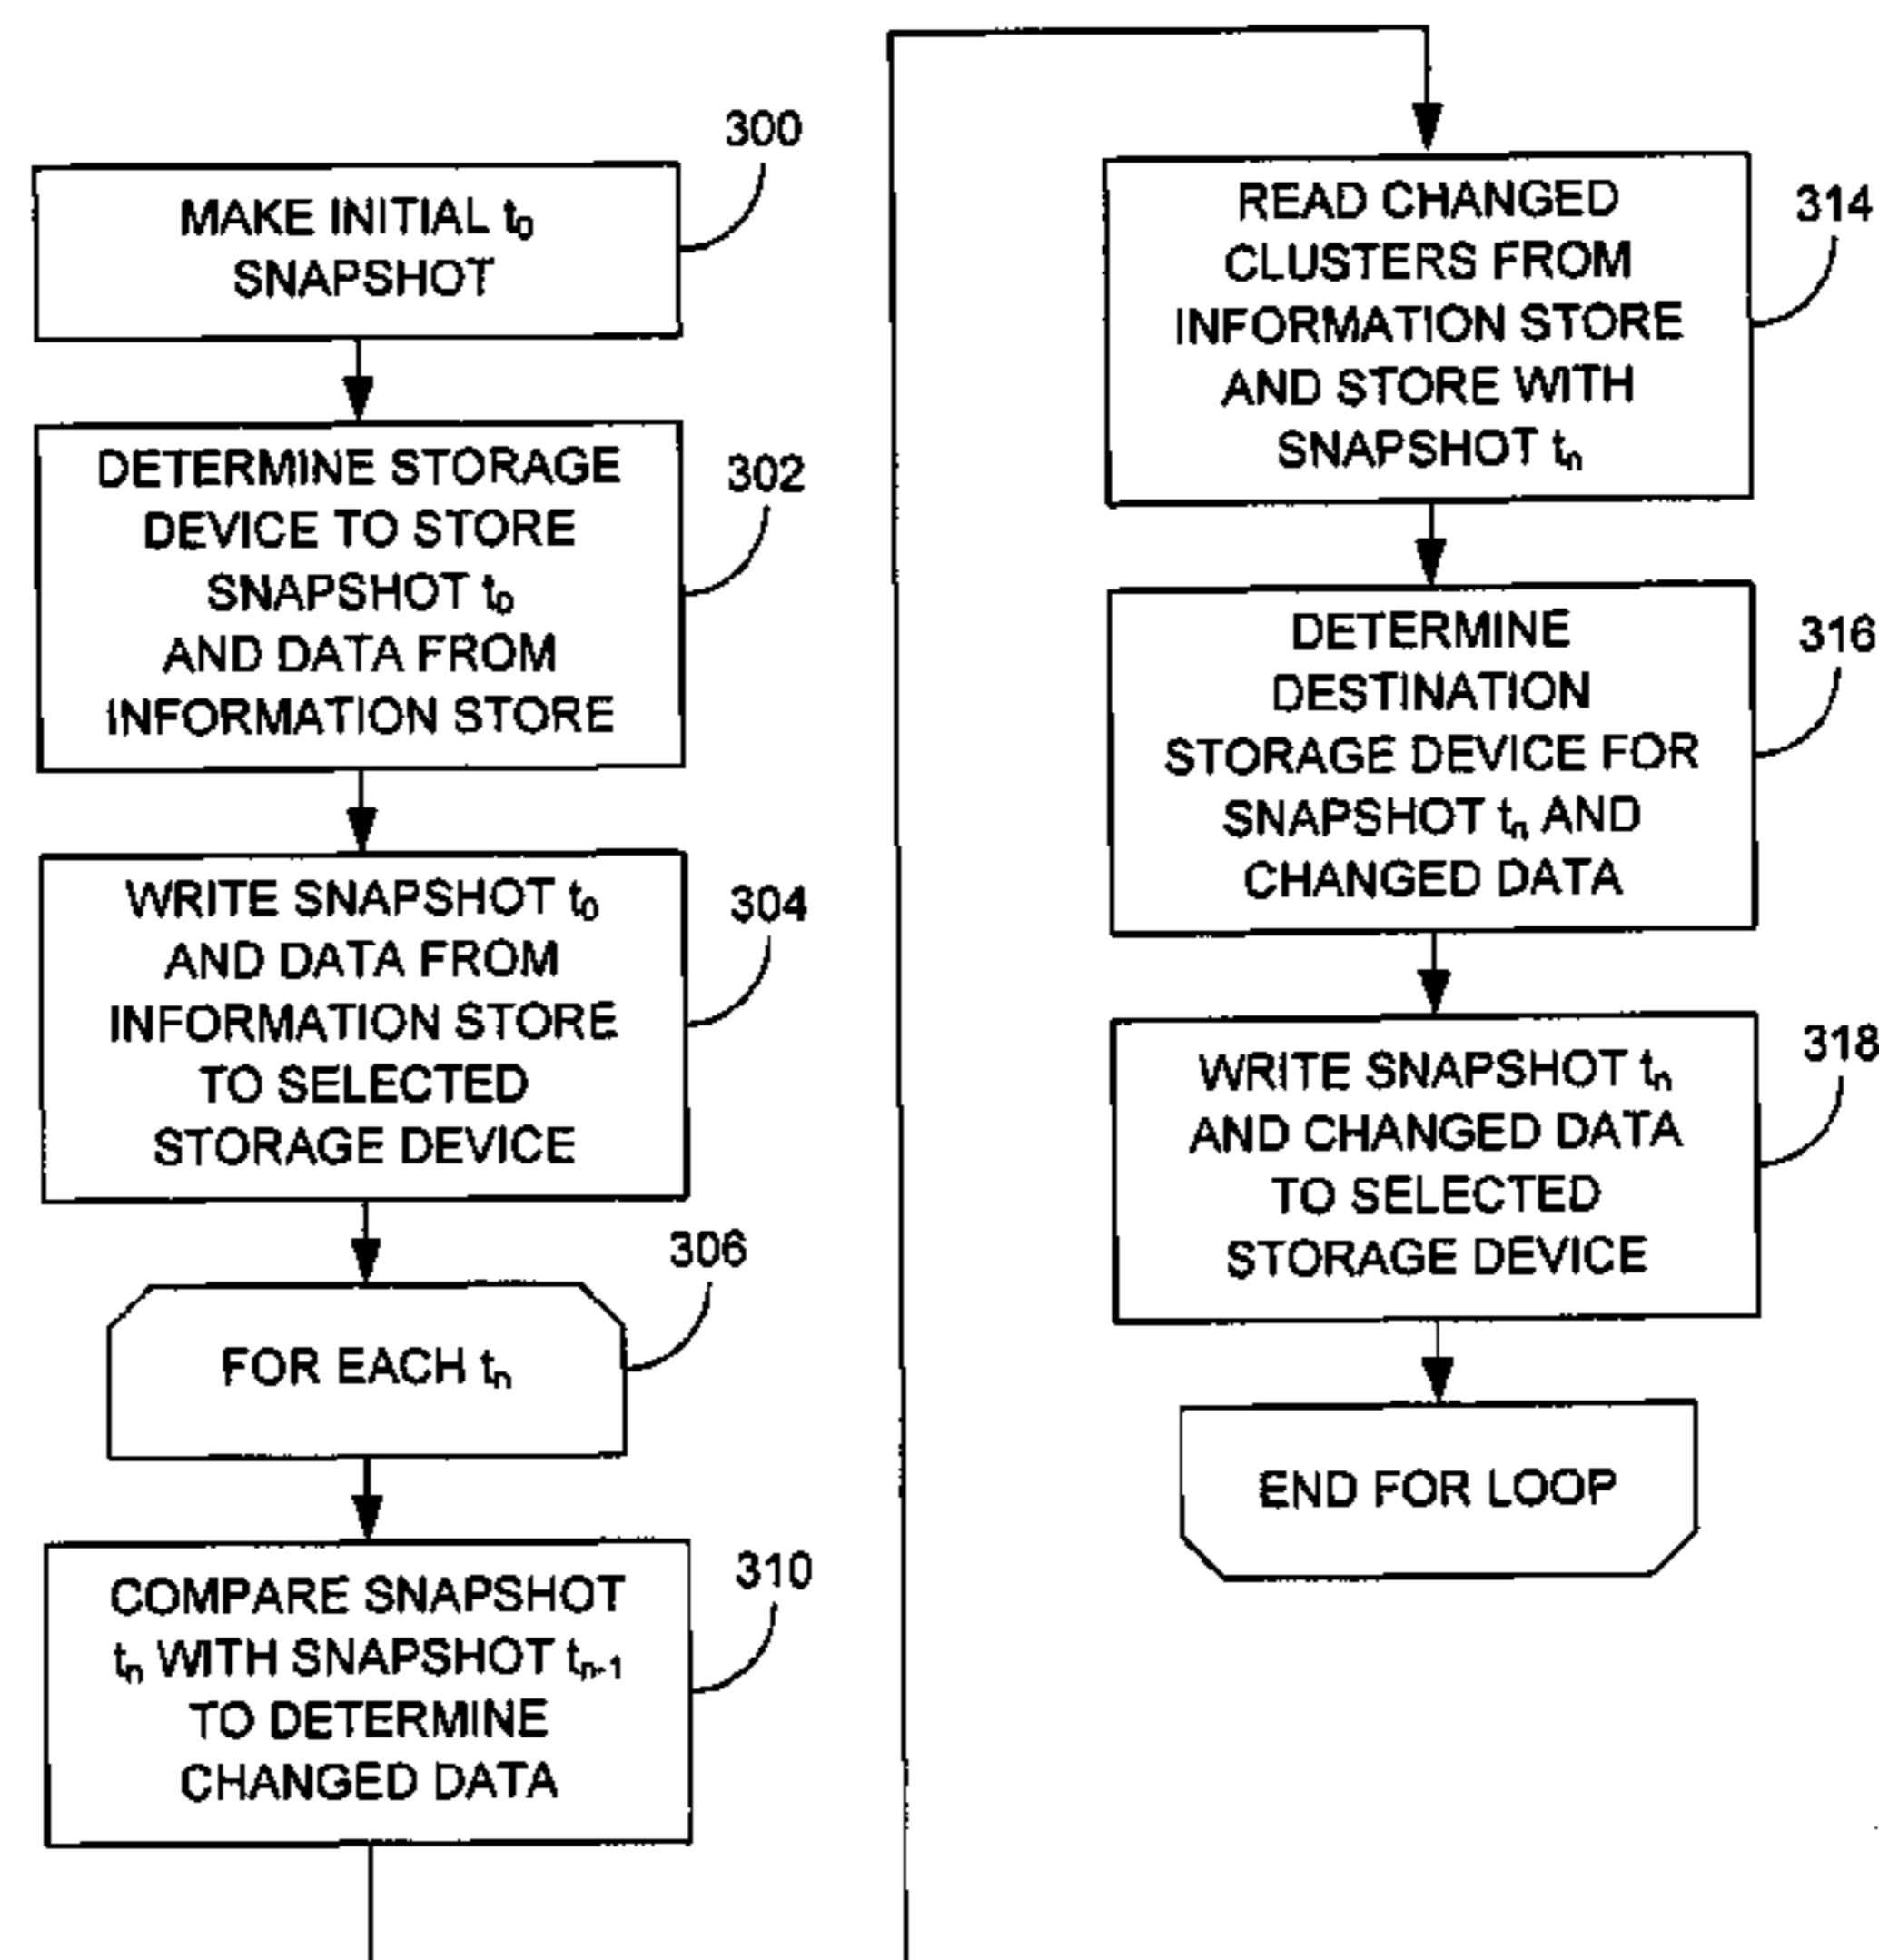 300
MAKE INITIAL t₀
SNAPSHOT
302
DETERMINE STORAGE
DEVICE TO STORE
SNAPSHOT t₀
AND DATA FROM
INFORMATION STORE
304
WRITE SNAPSHOT t₀
AND DATA FROM
INFORMATION STORE
TO SELECTED
STORAGE DEVICE
306
FOR EACH tₙ
310
COMPARE SNAPSHOT
tₙ WITH SNAPSHOT tₙ₋₁
TO DETERMINE
CHANGED DATA
314
READ CHANGED
CLUSTERS FROM
INFORMATION STORE
AND STORE WITH
SNAPSHOT tₙ
316
DETERMINE
DESTINATION
STORAGE DEVICE FOR
SNAPSHOT tₙ AND
CHANGED DATA
318
WRITE SNAPSHOT tₙ
AND CHANGED DATA
TO SELECTED
STORAGE DEVICE
END FOR LOOP